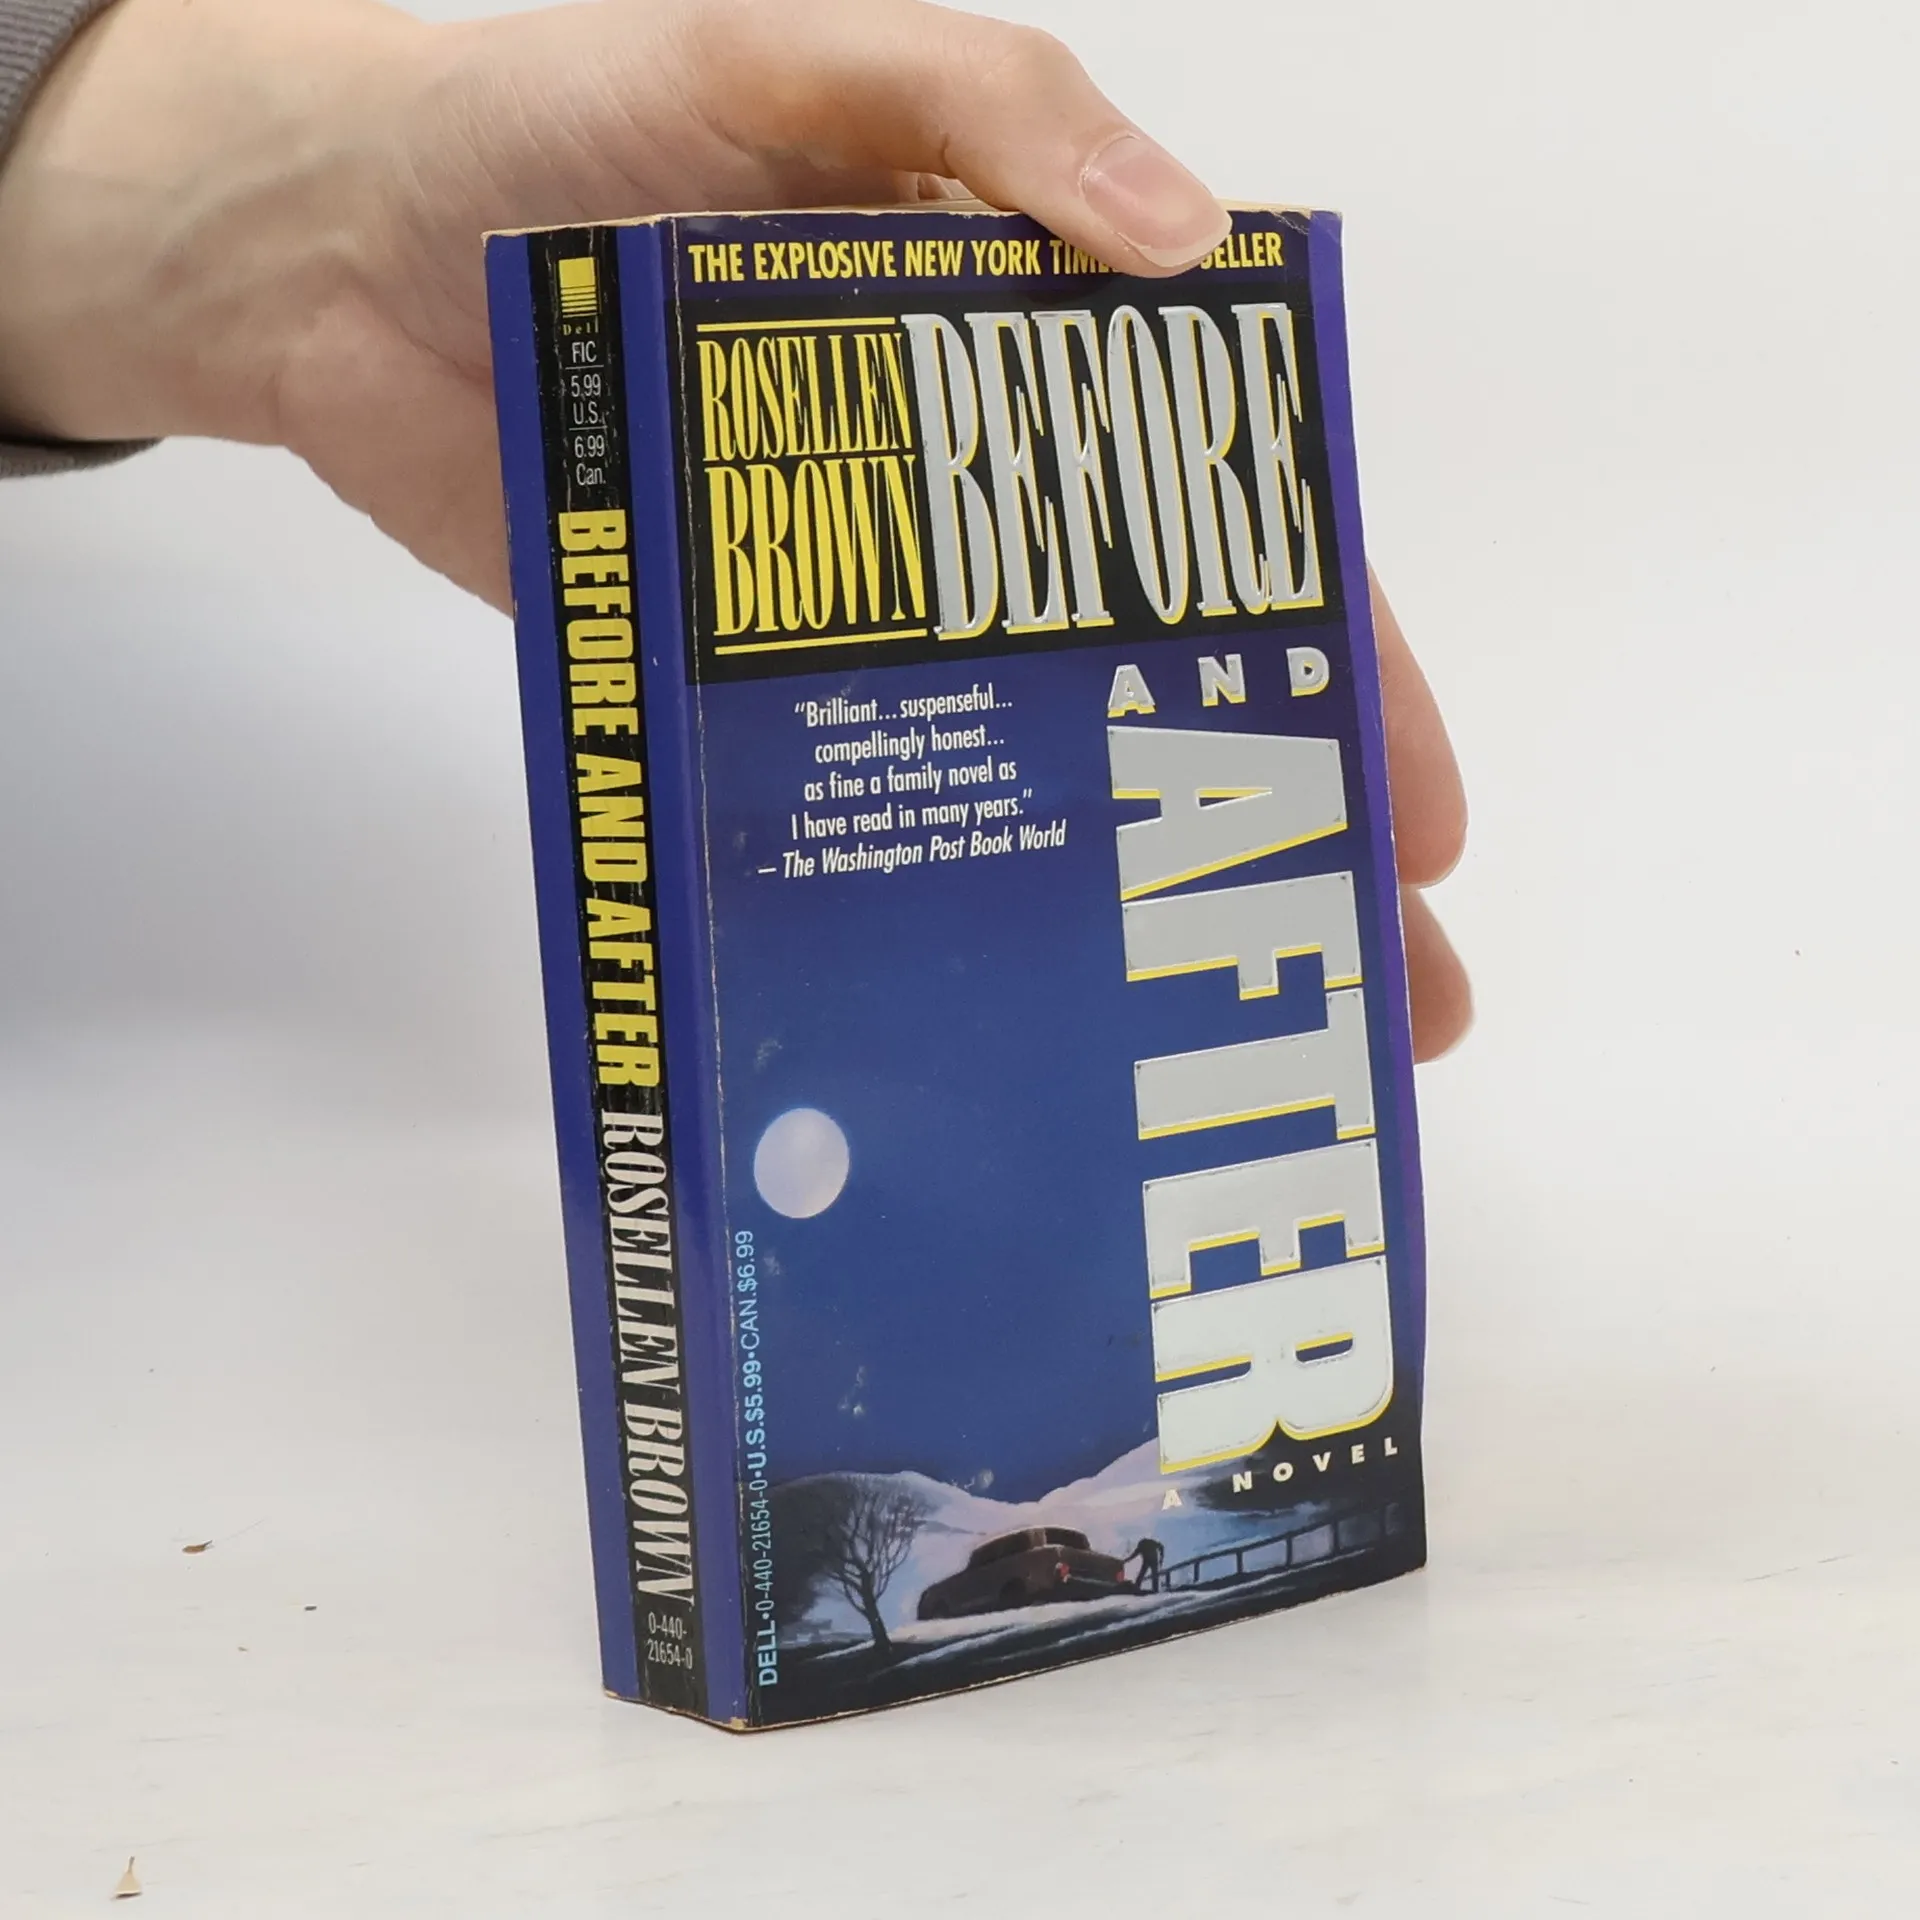 THE EXPLOSIVE NEW YORK SELLER
ROSELLEN
BROWN
BEFORE
AND
AFTER
"Brilliant...suspenseful...
compellingly honest...
as fine a family novel as
I have read in many years."
— The Washington Post Book World
A NOVEL
DELL•0-440-21654-0•U.S.$5.99•CAN.$6.99
Dell
FIC
5.99
U.S.
6.99
Can.
BEFORE AND AFTER ROSELLEN BROWN
0-440-
21654-0